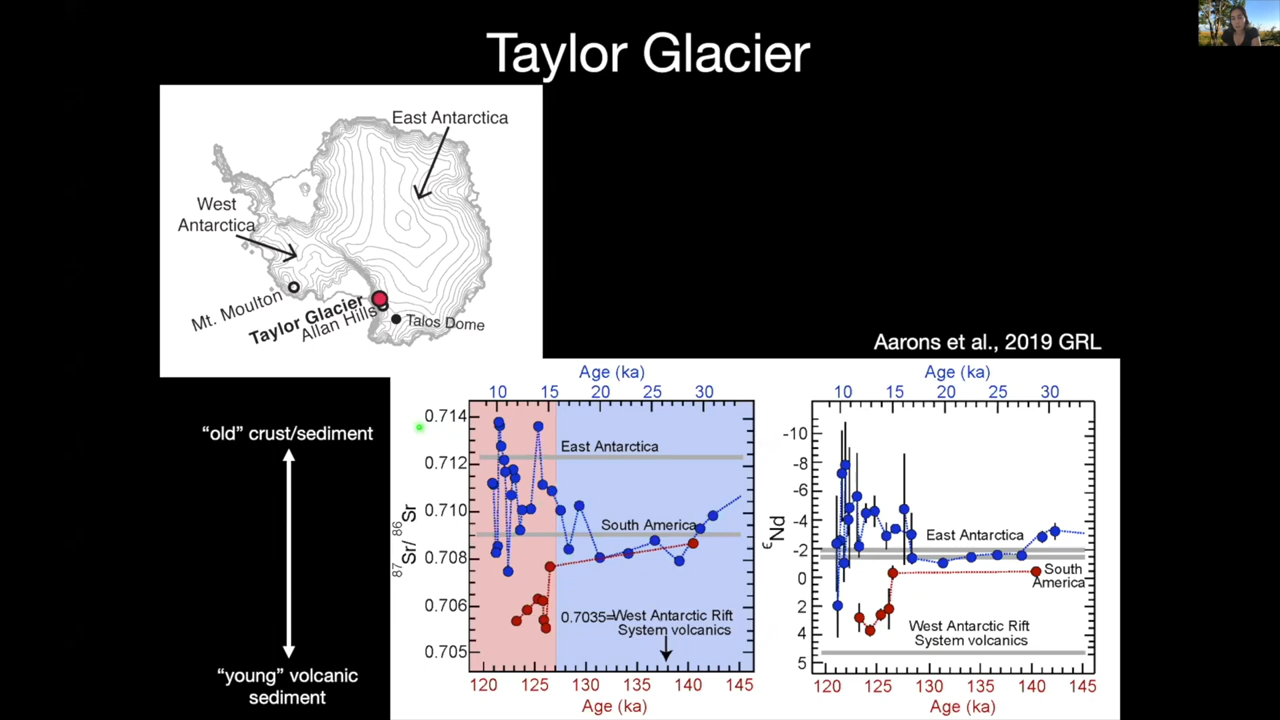 Taylor Glacier
East Antarctica
West
Antarctica
Mt. Moulton
Taylor Glacier
Allan Hills
Talos Dome
Aarons et al., 2019 GRL
“old” crust/sediment
“young” volcanic
sediment
Age (ka)
10 15 20 25 30
0.714
0.712
0.710
0.708
0.706
0.705
87Sr/ 86Sr
East Antarctica
South America
0.7035=West Antarctic Rift
System volcanics
120 125 130 135 140 145
Age (ka)
Age (ka)
10 15 20 25 30
-10
-8
-6
-4
-2
0
2
4
5
εNd
East Antarctica
South
America
West Antarctic Rift
System volcanics
120 125 130 135 140 145
Age (ka)